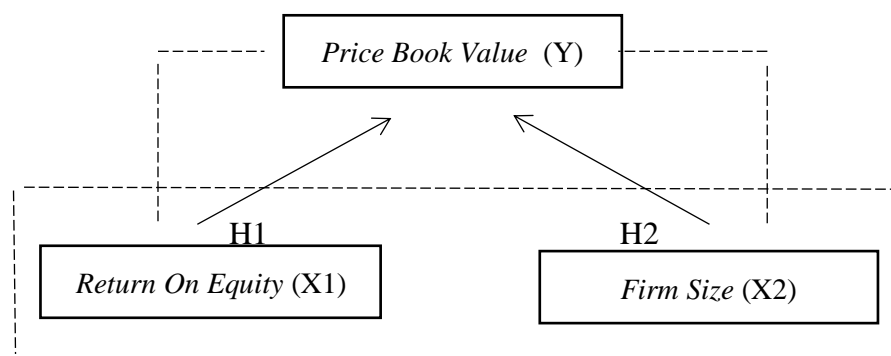 Price Book Value (Y)
H1
H2
Return On Equity (X1)
Firm Size (X2)